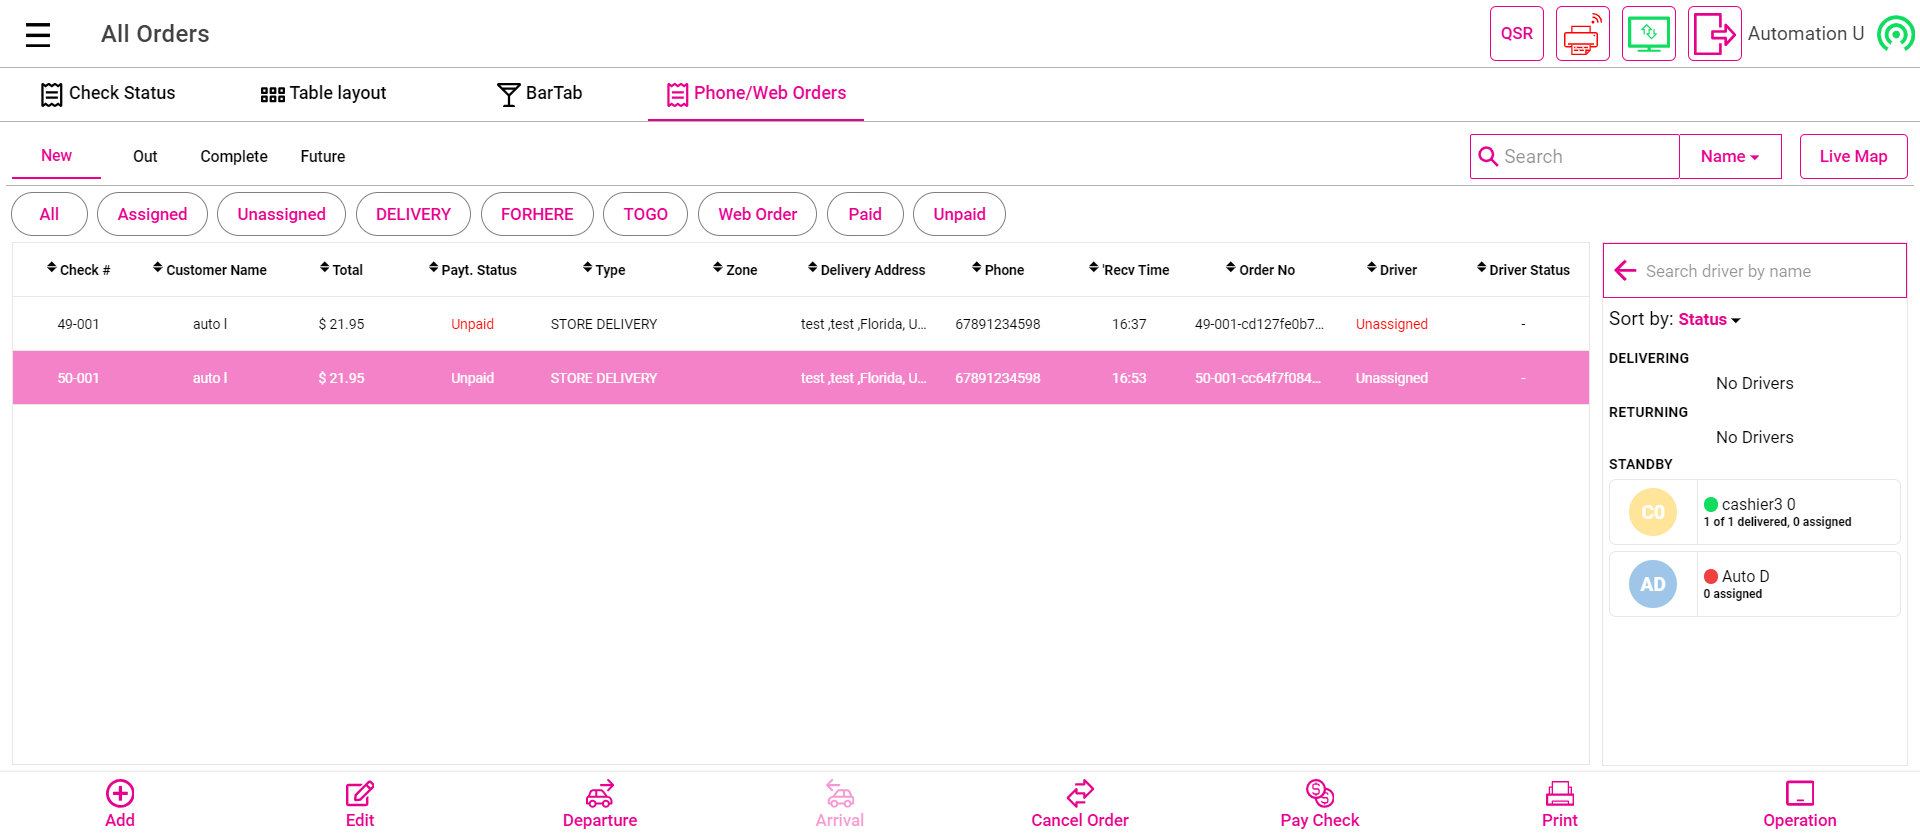 All Orders
QSR
Automation U
Check Status
Table layout
BarTab
Phone/Web Orders
New
Out
Complete
Future
Search
Name
Live Map
All
Assigned
Unassigned
DELIVERY
FORHERE
TOGO
Web Order
Paid
Unpaid
Check # Customer Name Total Payt. Status Type Zone Delivery Address Phone 'Recv Time Order No Driver Driver Status
49-001 auto l $ 21.95 Unpaid STORE DELIVERY test ,test ,Florida, U... 67891234598 16:37 49-001-cd127fe0b7... Unassigned -
50-001 auto l $ 21.95 Unpaid STORE DELIVERY test ,test ,Florida, U... 67891234598 16:53 50-001-cc64f7f084... Unassigned -
Search driver by name
Sort by: Status
DELIVERING
No Drivers
RETURNING
No Drivers
STANDBY
C0
cashier3 0
1 of 1 delivered, 0 assigned
AD
Auto D
0 assigned
Add
Edit
Departure
Arrival
Cancel Order
Pay Check
Print
Operation